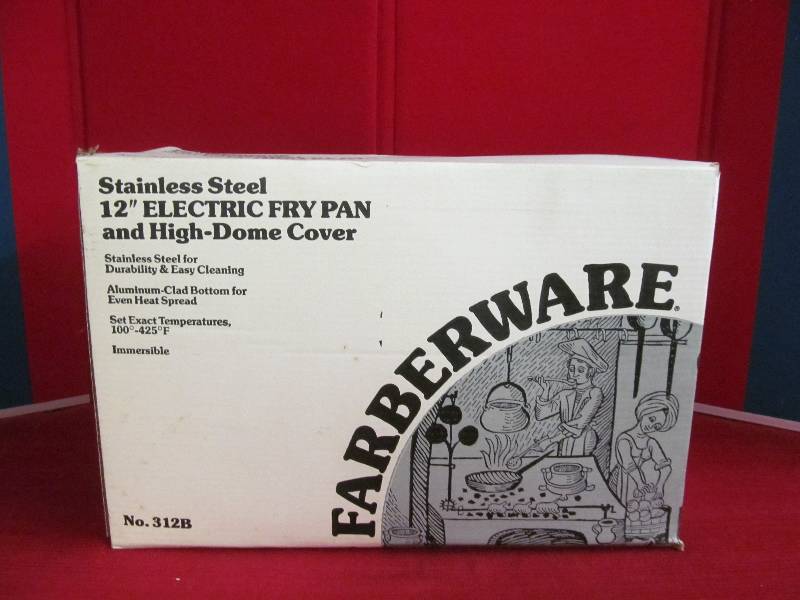 Stainless Steel
12" ELECTRIC FRY PAN
and High-Dome Cover
Stainless Steel for
Durability & Easy Cleaning
Aluminum-Clad Bottom for
Even Heat Spread
Set Exact Temperatures,
100°-425°F
Immersible
FARBERWARE®
No. 312B